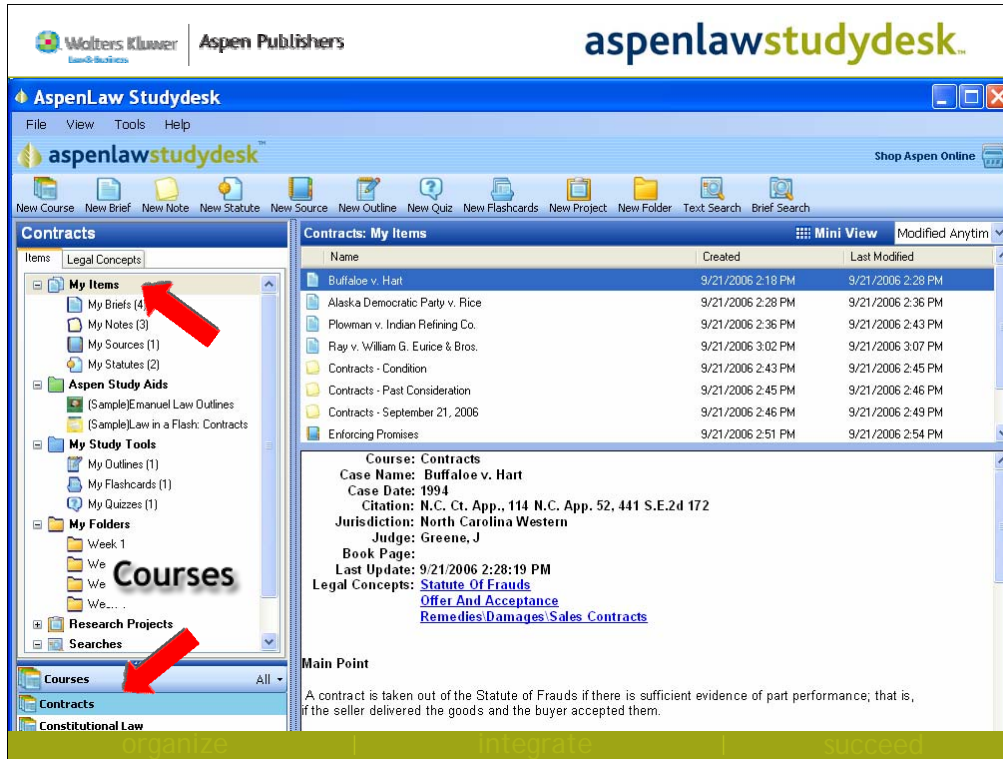 Wolters Kluwer
Law & Business
Aspen Publishers
aspenlawstudydesk™
AspenLaw Studydesk
File View Tools Help
aspenlawstudydesk™
Shop Aspen Online
New Course New Brief New Note New Statute New Source New Outline New Quiz New Flashcards New Project New Folder Text Search Brief Search
Contracts
Items Legal Concepts
My Items
My Briefs (4)
My Notes (3)
My Sources (1)
My Statutes (2)
Aspen Study Aids
(Sample)Emanuel Law Outlines
(Sample)Law in a Flash: Contracts
My Study Tools
My Outlines (1)
My Flashcards (1)
My Quizzes (1)
My Folders
Week 1
We
We
We
Courses
Research Projects
Searches
Courses All
Contracts
Constitutional Law
Contracts: My Items Mini View Modified Anytim
Name Created Last Modified
Buffaloe v. Hart 9/21/2006 2:18 PM 9/21/2006 2:28 PM
Alaska Democratic Party v. Rice 9/21/2006 2:28 PM 9/21/2006 2:36 PM
Plowman v. Indian Refining Co. 9/21/2006 2:36 PM 9/21/2006 2:43 PM
Ray v. William G. Eurice & Bros. 9/21/2006 3:02 PM 9/21/2006 3:07 PM
Contracts - Condition 9/21/2006 2:43 PM 9/21/2006 2:45 PM
Contracts - Past Consideration 9/21/2006 2:45 PM 9/21/2006 2:46 PM
Contracts - September 21, 2006 9/21/2006 2:46 PM 9/21/2006 2:49 PM
Enforcing Promises 9/21/2006 2:51 PM 9/21/2006 2:54 PM
Course: Contracts
Case Name: Buffaloe v. Hart
Case Date: 1994
Citation: N.C. Ct. App., 114 N.C. App. 52, 441 S.E.2d 172
Jurisdiction: North Carolina Western
Judge: Greene, J
Book Page:
Last Update: 9/21/2006 2:28:19 PM
Legal Concepts: Statute Of Frauds
Offer And Acceptance
Remedies\Damages\Sales Contracts
Main Point
A contract is taken out of the Statute of Frauds if there is sufficient evidence of part performance; that is,
if the seller delivered the goods and the buyer accepted them.
organize | integrate | succeed